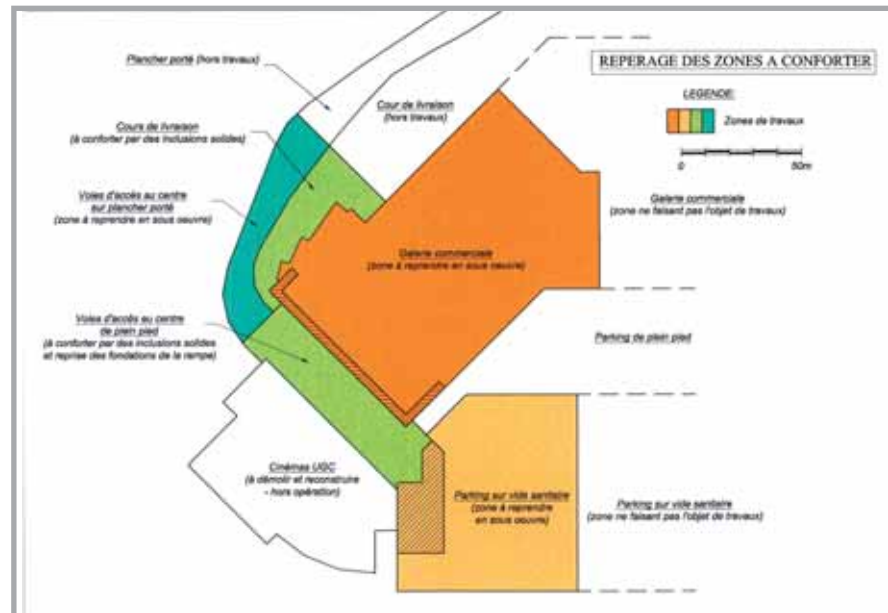 REPERAGE DES ZONES A CONFORTER
LEGENDE:
Zones de travaux
0 50m
Plancher porté (hors travaux)
Cour de livraison
(hors travaux)
Cours de livraison
(à conforter par des inclusions solides)
Voies d'accès au centre
sur plancher porté
(zone à reprendre en sous oeuvre)
Galerie commerciale
(zone ne faisant pas l'objet de travaux)
Galerie commerciale
(zone à reprendre en sous oeuvre)
Voies d'accès au centre
de plein pied
(à conforter par des inclusions solides
et reprise des fondations de la rampe)
Parking de plein pied
Cinémas UGC
(à démolir et reconstruire
- hors opération)
Parking sur vide sanitaire
(zone à reprendre
en sous oeuvre)
Parking sur vide sanitaire
(zone ne faisant pas l'objet de travaux)